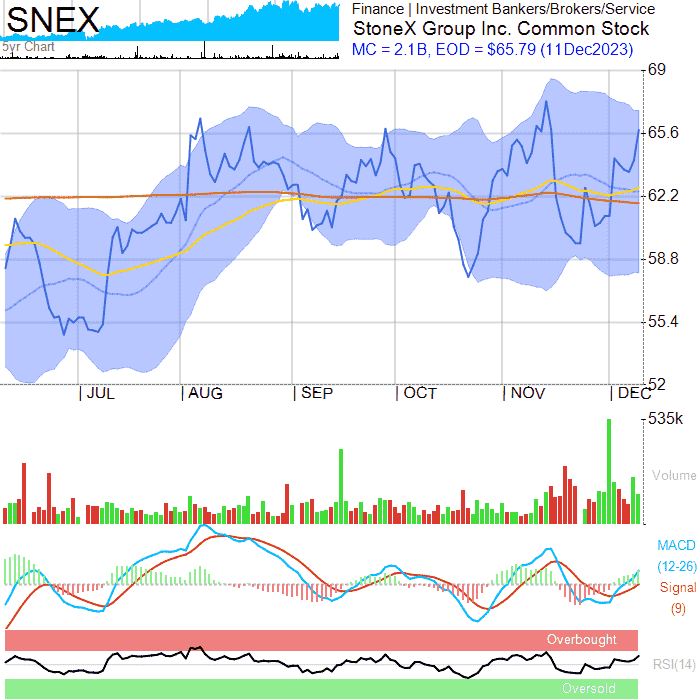 SNEX
5yr Chart
Finance | Investment Bankers/Brokers/Service
StoneX Group Inc. Common Stock
MC = 2.1B, EOD = $65.79 (11Dec2023)
69
65.6
62.2
58.8
55.4
52
| JUL | AUG | SEP | OCT | NOV | DEC
535k
Volume
MACD
(12-26)
Signal
(9)
Overbought
RSI(14)
Oversold